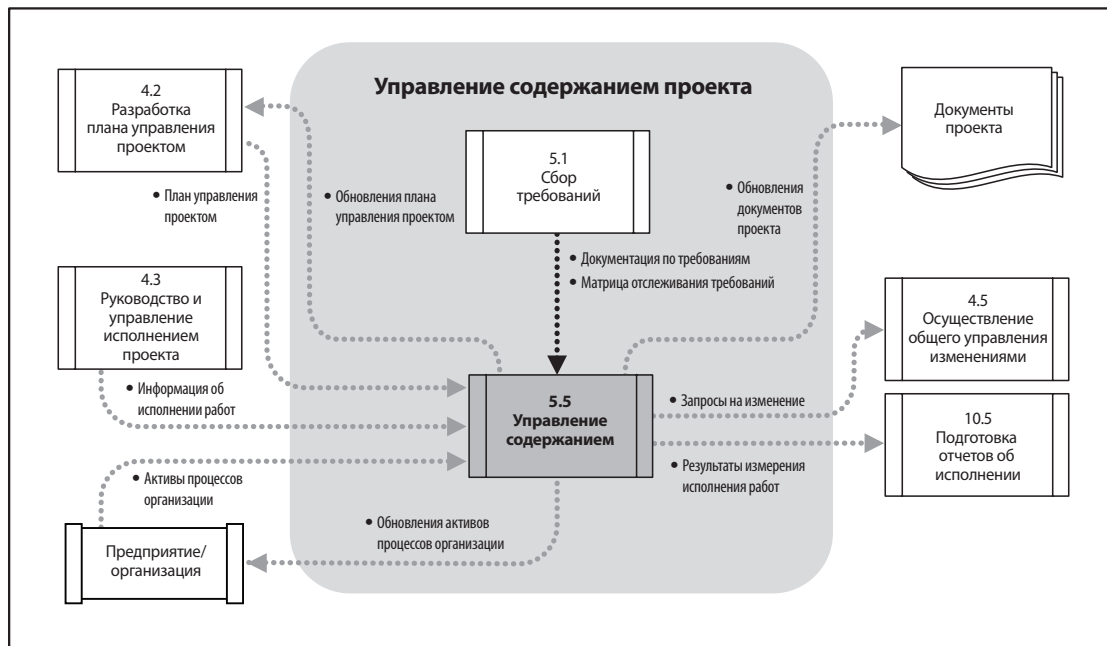 Управление содержанием проекта
4.2
Разработка
плана управления
проектом
5.1
Сбор
требований
Документы
проекта
• План управления
проектом
• Обновления плана
управления проектом
• Обновления
документов
проекта
• Документация по требованиям
• Матрица отслеживания требований
4.3
Руководство и
управление
исполнением
проекта
4.5
Осуществление
общего управления
изменениями
• Информация об
исполнении работ
5.5
Управление
содержанием
• Запросы на изменение
10.5
Подготовка
отчетов об
исполнении
• Результаты измерения
исполнения работ
• Активы процессов
организации
• Обновления активов
процессов организации
Предприятие/
организация